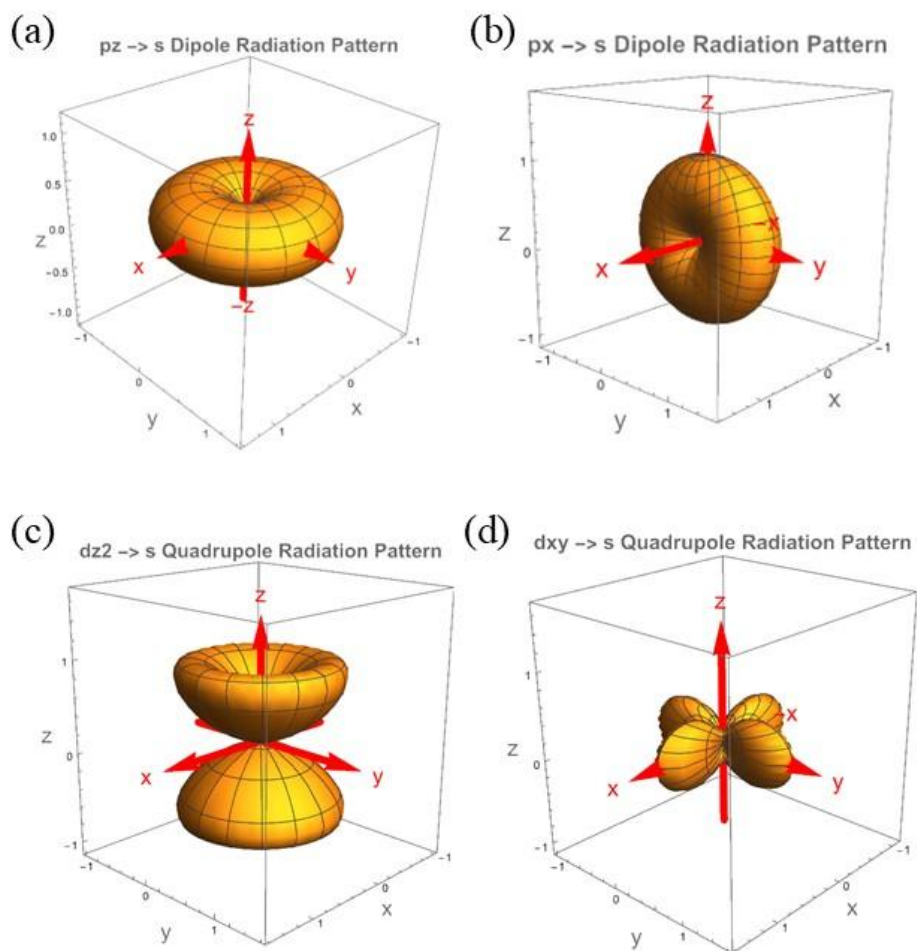 (a)
pz -> s Dipole Radiation Pattern
1.0
0.5
0.0
-0.5
-1.0
z
z
x
y
-z
-1
0
1
y
1
0
-1
x
(b)
px -> s Dipole Radiation Pattern
1
0
-1
z
z
-x
x
y
-1
0
1
y
1
0
-1
x
(c)
dz2 -> s Quadrupole Radiation Pattern
1
0
-1
z
z
x
y
-1
0
1
y
1
0
-1
x
(d)
dxy -> s Quadrupole Radiation Pattern
1
0
-1
z
z
x
x
y
-1
0
1
y
1
0
-1
x